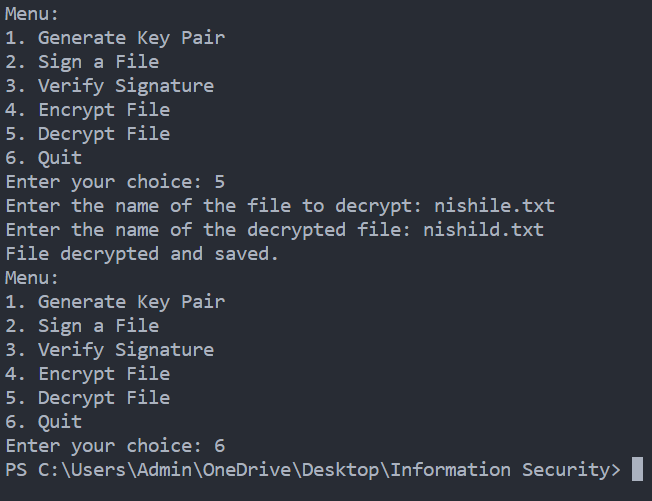 Menu:
1. Generate Key Pair
2. Sign a File
3. Verify Signature
4. Encrypt File
5. Decrypt File
6. Quit
Enter your choice: 5
Enter the name of the file to decrypt: nishile.txt
Enter the name of the decrypted file: nishild.txt
File decrypted and saved.
Menu:
1. Generate Key Pair
2. Sign a File
3. Verify Signature
4. Encrypt File
5. Decrypt File
6. Quit
Enter your choice: 6
PS C:\Users\Admin\OneDrive\Desktop\Information Security>